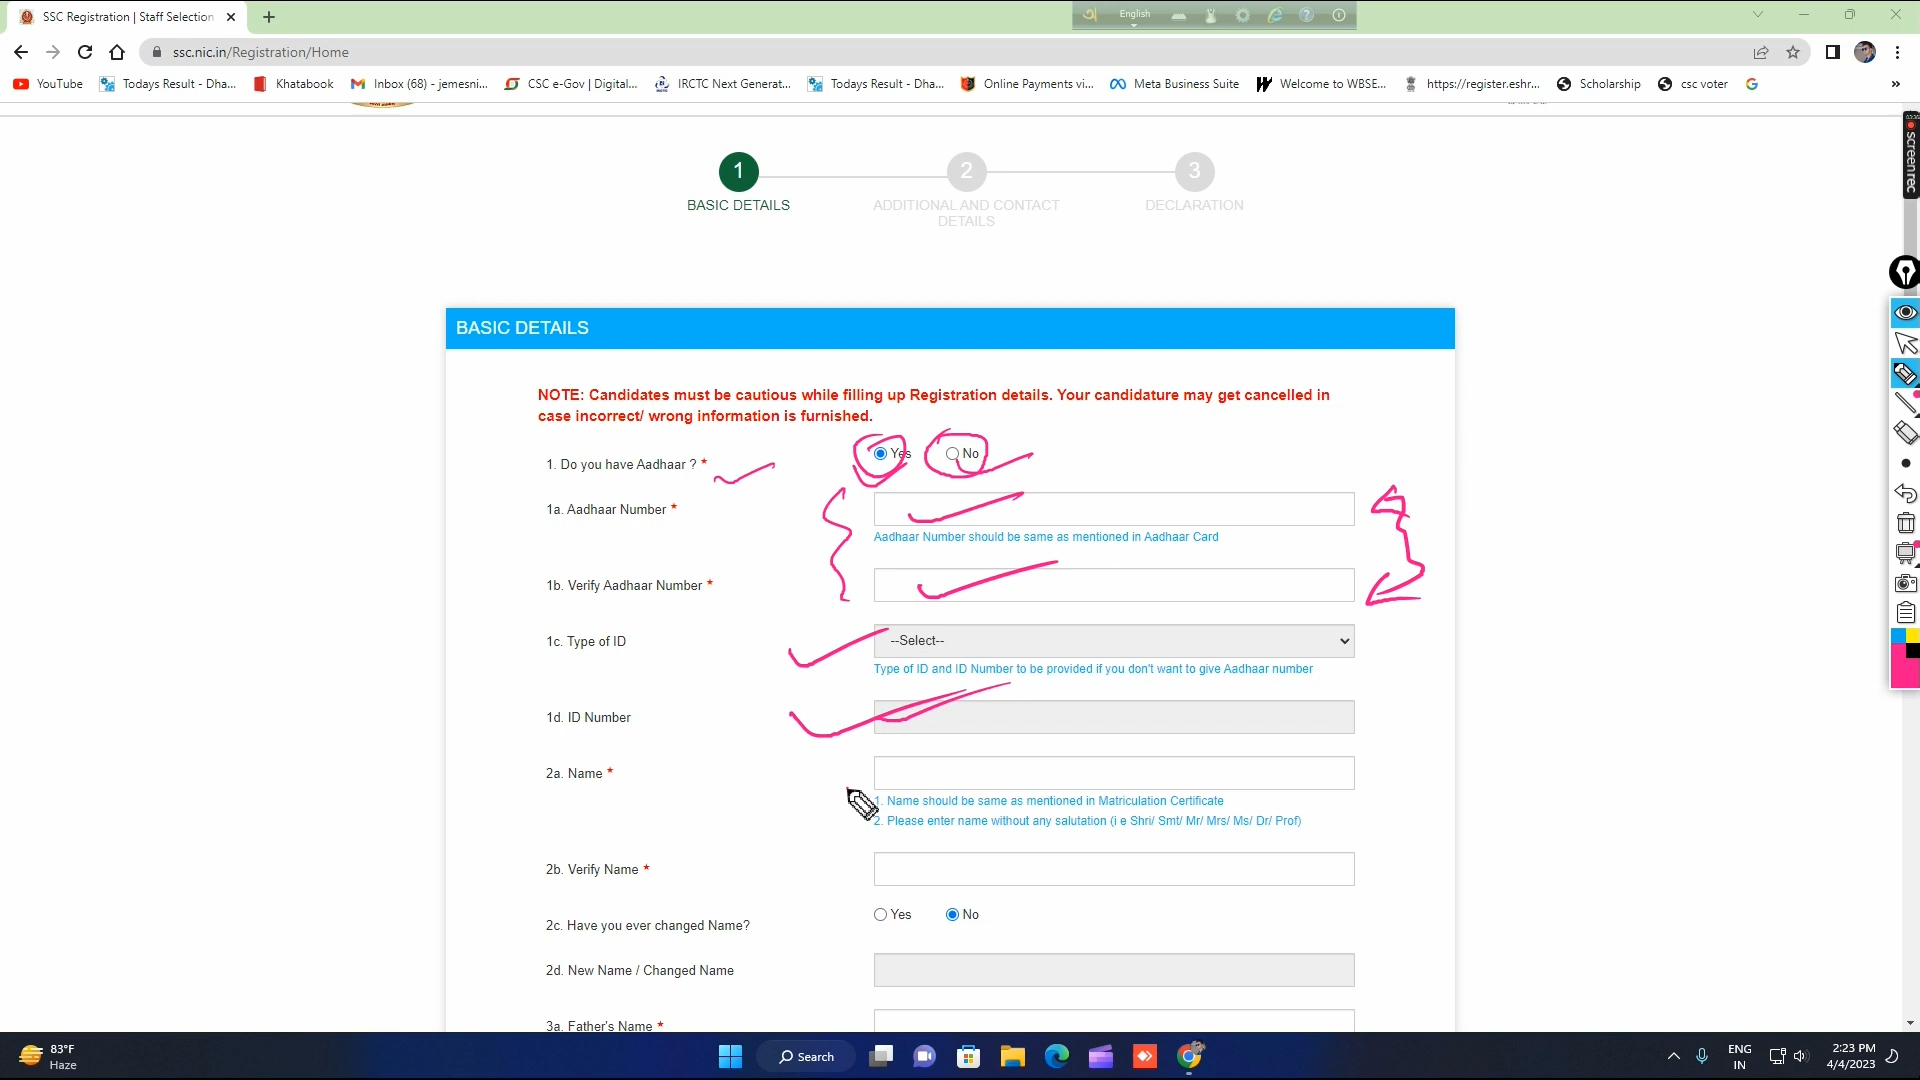 SSC Registration | Staff Selection
English
ssc.nic.in/Registration/Home
YouTube
Todays Result - Dha...
Khatabook
Inbox (68) - jemesni...
CSC e-Gov | Digital...
IRCTC Next Generat...
Todays Result - Dha...
Online Payments vi...
Meta Business Suite
Welcome to WBSE...
https://register.eshr...
Scholarship
csc voter
screenrec
1
2
3
BASIC DETAILS
ADDITIONAL AND CONTACT
DETAILS
DECLARATION
BASIC DETAILS
NOTE: Candidates must be cautious while filling up Registration details. Your candidature may get cancelled in
case incorrect/ wrong information is furnished.
1. Do you have Aadhaar ? *
Yes
No
1a. Aadhaar Number *
Aadhaar Number should be same as mentioned in Aadhaar Card
1b. Verify Aadhaar Number *
1c. Type of ID
--Select--
Type of ID and ID Number to be provided if you don't want to give Aadhaar number
1d. ID Number
2a. Name *
1. Name should be same as mentioned in Matriculation Certificate
2. Please enter name without any salutation (i e Shri/ Smt/ Mr/ Mrs/ Ms/ Dr/ Prof)
2b. Verify Name *
2c. Have you ever changed Name?
Yes
No
2d. New Name / Changed Name
3a. Father's Name *
83°F
Haze
Search
ENG
IN
2:23 PM
4/4/2023